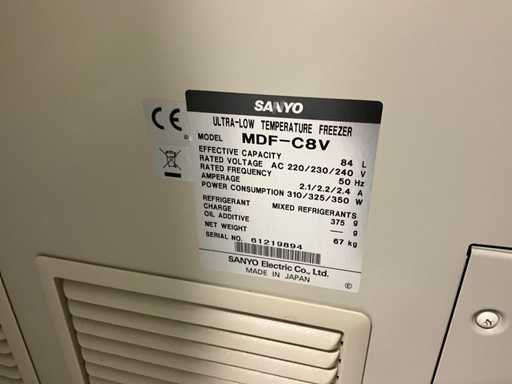 CE
SANYO
ULTRA-LOW TEMPERATURE FREEZER
MODEL MDF-C8V
EFFECTIVE CAPACITY 84 L
RATED VOLTAGE AC 220/230/240 V
RATED FREQUENCY 50 Hz
AMPERAGE 2.1/2.2/2.4 A
POWER CONSUMPTION 310/325/350 W
REFRIGERANT MIXED REFRIGERANTS
CHARGE 375 g
OIL ADDITIVE — g
NET WEIGHT 67 kg
SERIAL NO. 61219894
SANYO Electric Co., Ltd.
MADE IN JAPAN
Ⓔ